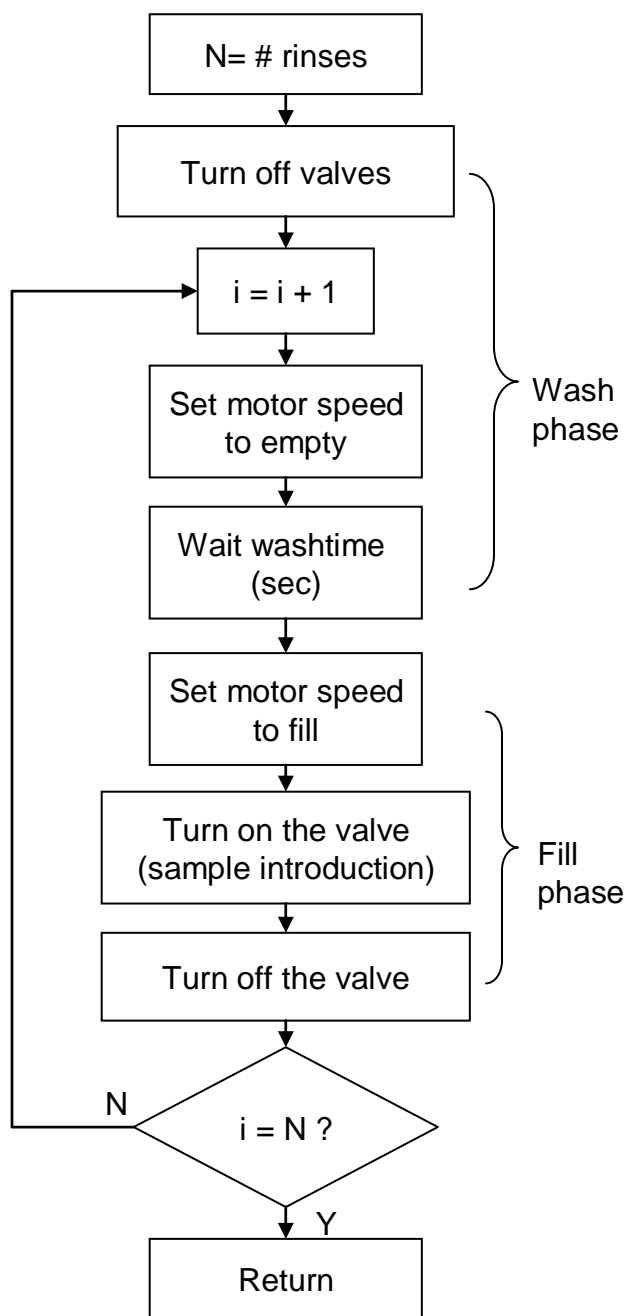 N= # rinses
Turn off valves
i = i + 1
Set motor speed
to empty
Wash
phase
Wait washtime
(sec)
Set motor speed
to fill
Turn on the valve
(sample introduction)
Fill
phase
Turn off the valve
N
i = N ?
Y
Return